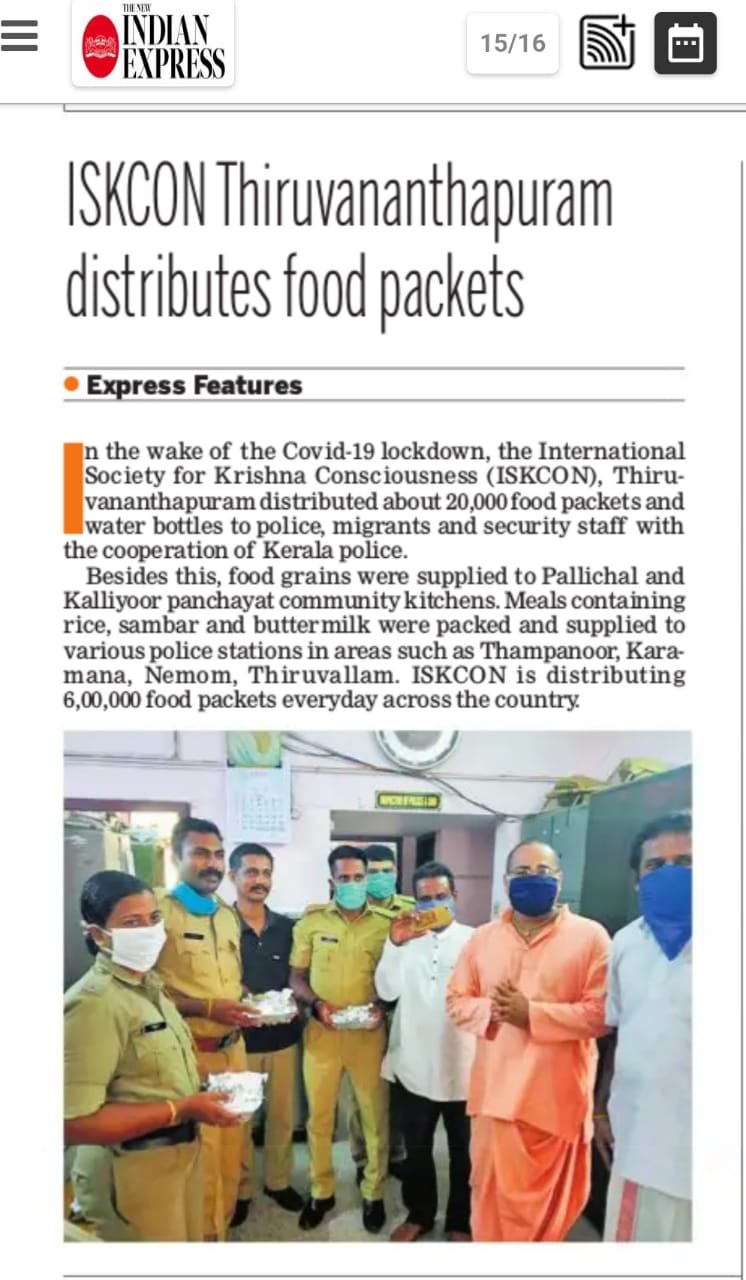 THE NEW
INDIAN
EXPRESS
15/16
ISKCON Thiruvananthapuram
distributes food packets
Express Features
In the wake of the Covid-19 lockdown, the International
Society for Krishna Consciousness (ISKCON), Thiru-
vananthapuram distributed about 20,000 food packets and
water bottles to police, migrants and security staff with
the cooperation of Kerala police.
Besides this, food grains were supplied to Pallichal and
Kalliyoor panchayat community kitchens. Meals containing
rice, sambar and buttermilk were packed and supplied to
various police stations in areas such as Thampanoor, Kara-
mana, Nemom, Thiruvallam. ISKCON is distributing
6,00,000 food packets everyday across the country.